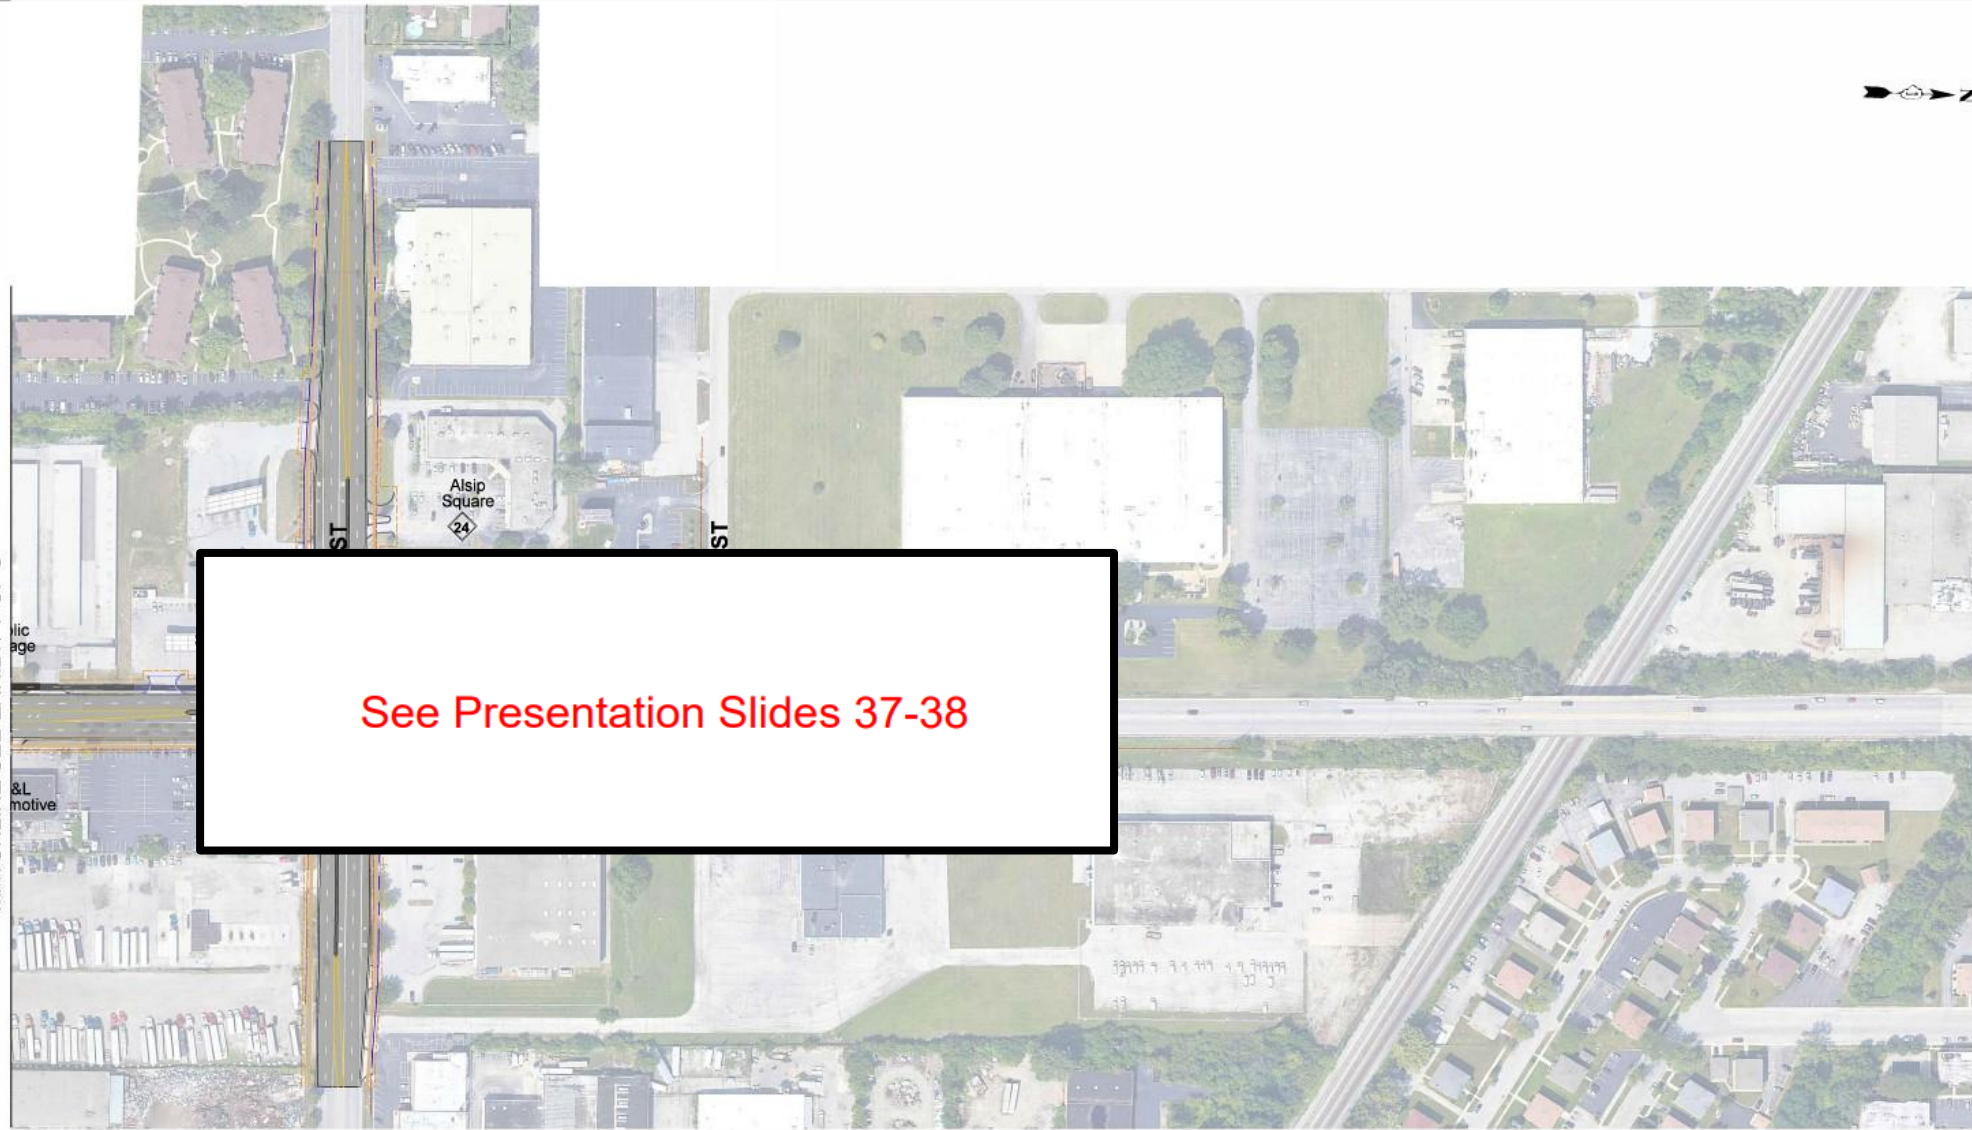 Alsip
Square
24
ST
ST
lic
age
See Presentation Slides 37-38
&L
motive